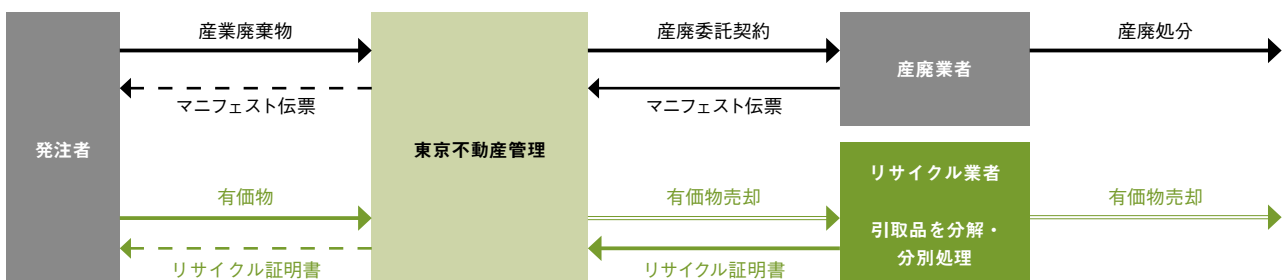 産業廃棄物
産廃委託契約
産廃処分
産廃業者
マニフェスト伝票
マニフェスト伝票
発注者
東京不動産管理
リサイクル業者
有価物
有価物売却
有価物売却
引取品を分解・
分別処理
リサイクル証明書
リサイクル証明書